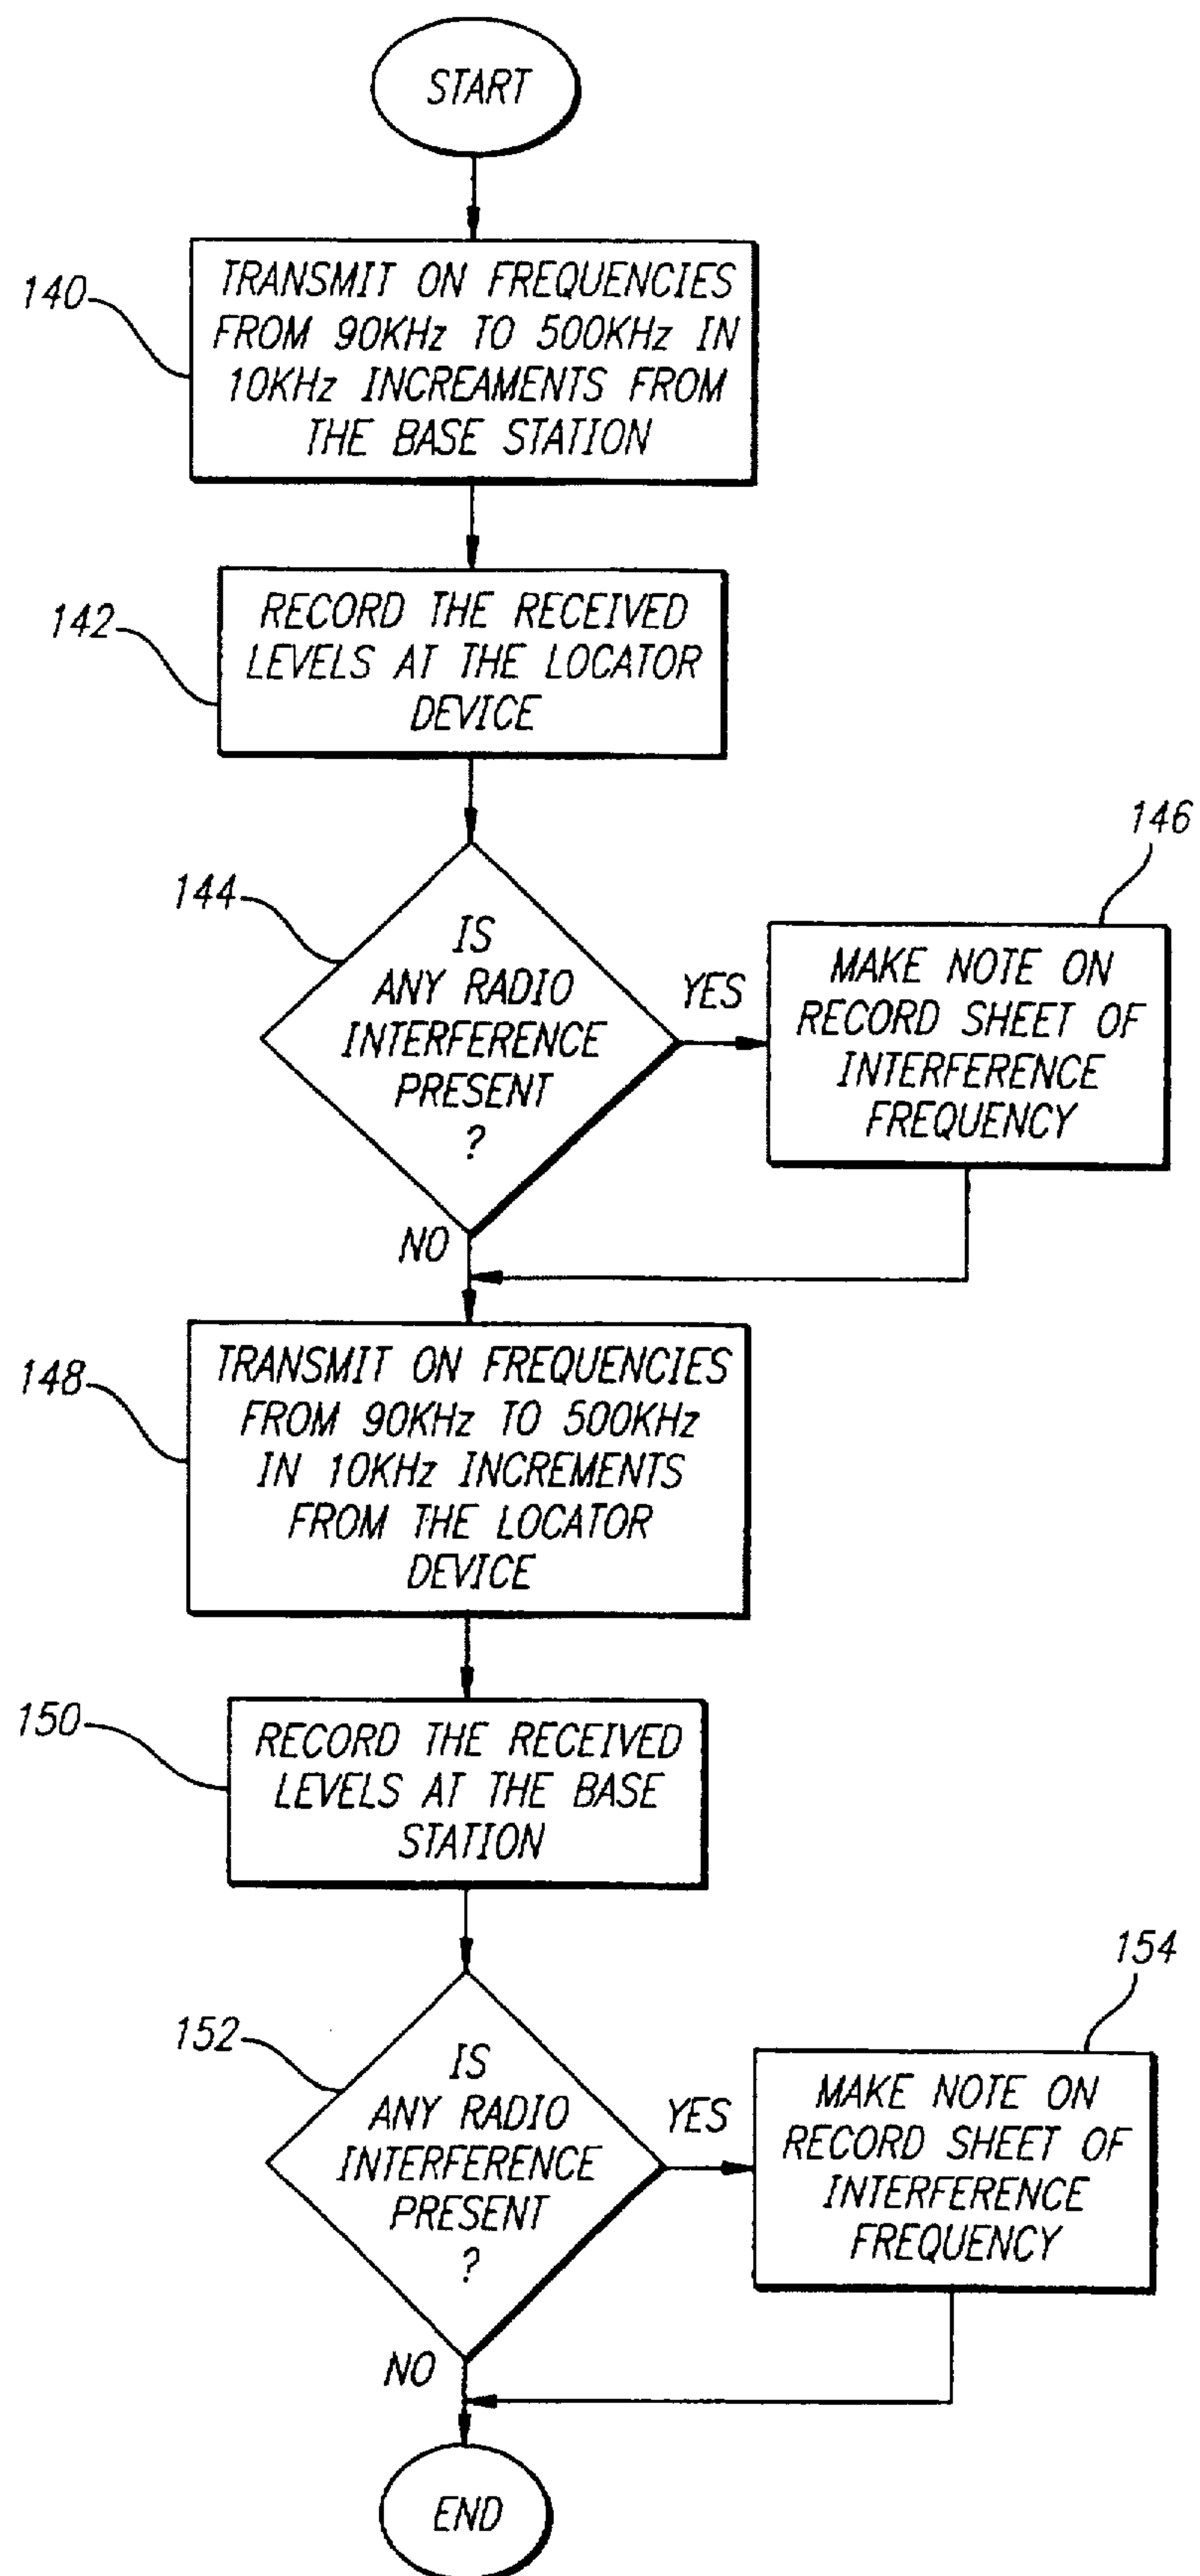 START
140
TRANSMIT ON FREQUENCIES
FROM 90KHz TO 500KHz IN
10KHz INCREAMENTS FROM
THE BASE STATION
142
RECORD THE RECEIVED
LEVELS AT THE LOCATOR
DEVICE
144
IS
ANY RADIO
INTERFERENCE
PRESENT
?
YES
NO
146
MAKE NOTE ON
RECORD SHEET OF
INTERFERENCE
FREQUENCY
148
TRANSMIT ON FREQUENCIES
FROM 90KHz TO 500KHz
IN 10KHz INCREMENTS
FROM THE LOCATOR
DEVICE
150
RECORD THE RECEIVED
LEVELS AT THE BASE
STATION
152
IS
ANY RADIO
INTERFERENCE
PRESENT
?
YES
NO
154
MAKE NOTE ON
RECORD SHEET OF
INTERFERENCE
FREQUENCY
END